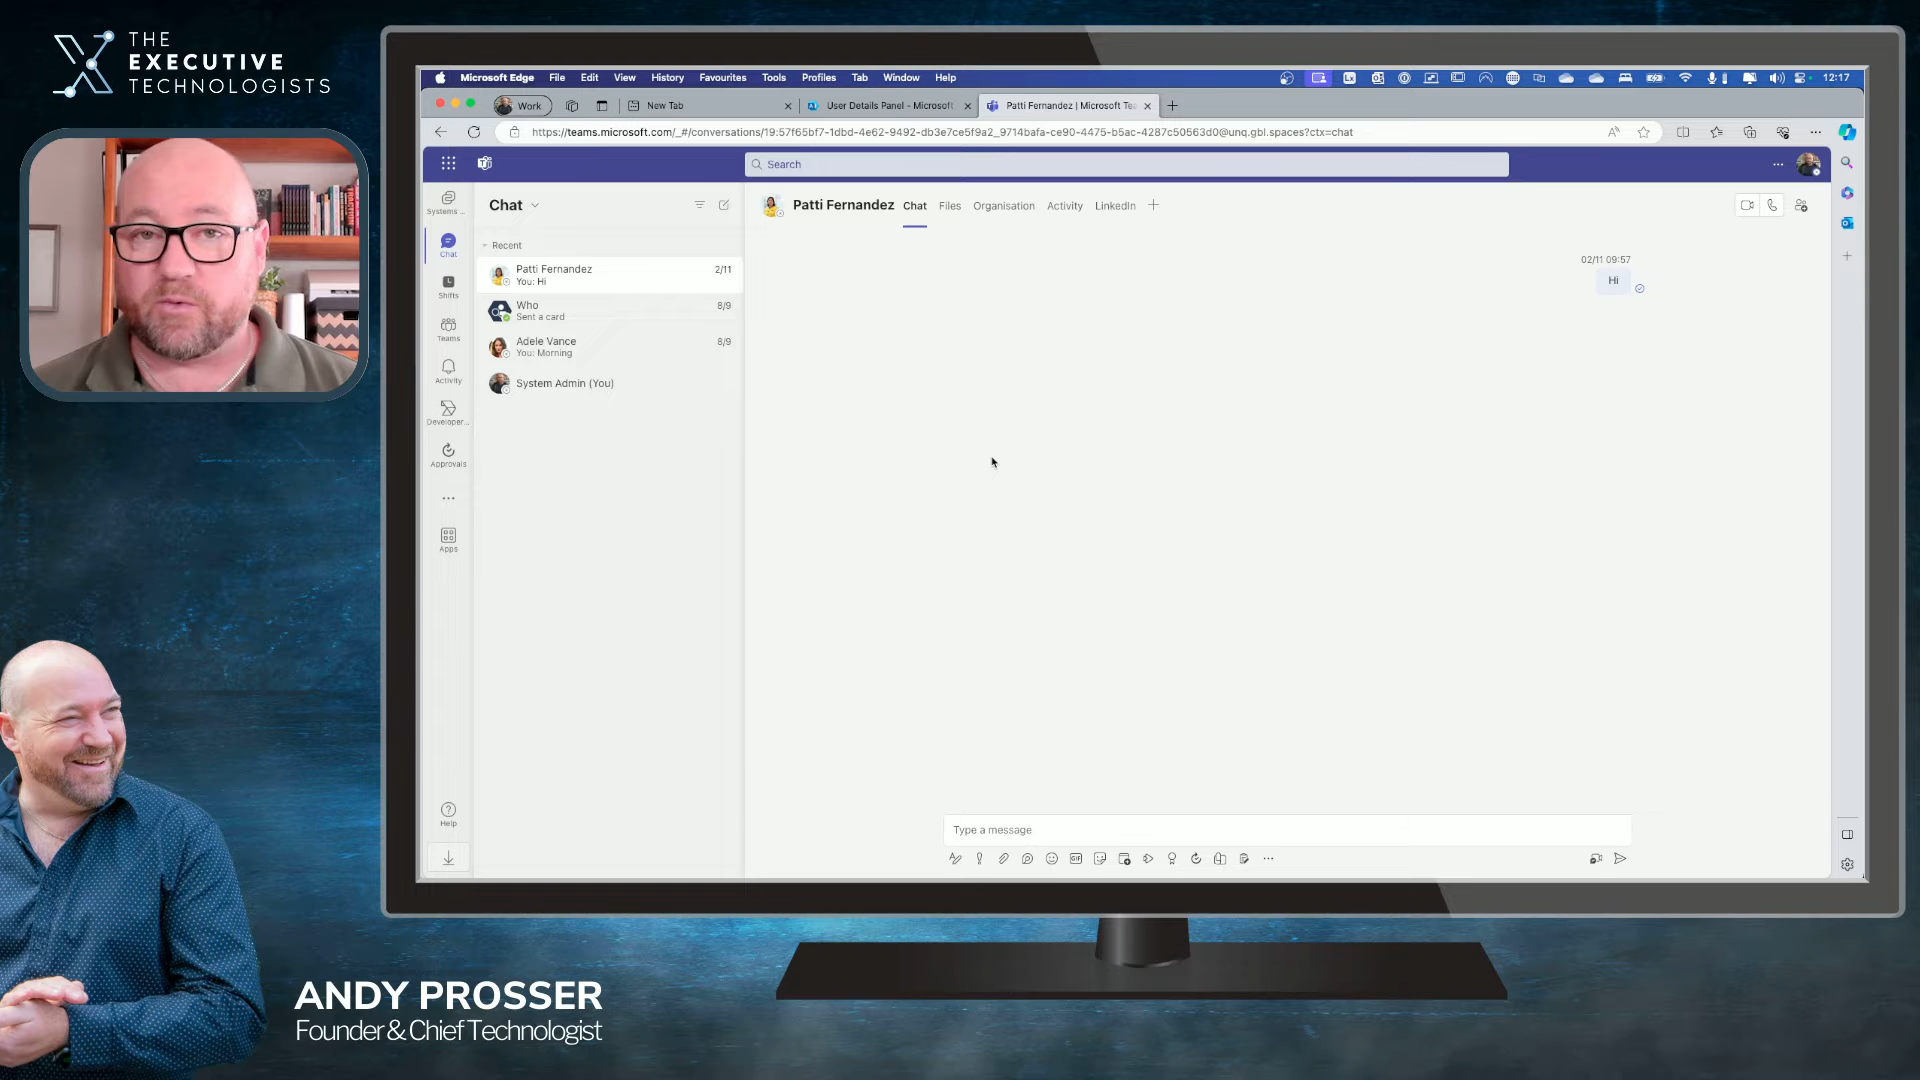 THE
EXECUTIVE
TECHNOLOGISTS
Microsoft Edge File Edit View History Favourites Tools Profiles Tab Window Help
12:17
Work
New Tab
User Details Panel - Microsoft
Patti Fernandez | Microsoft Tea
https://teams.microsoft.com/_#/conversations/19:57f65bf7-1dbd-4e62-9492-db3e7ce5f9a2_9714bafa-ce90-4475-b5ac-4287c50563d0@unq.gbl.spaces?ctx=chat
Search
Systems ...
Chat
Shifts
Teams
Activity
Developer...
Approvals
Apps
Help
Chat
Recent
Patti Fernandez 2/11
You: Hi
Who 8/9
Sent a card
Adele Vance 8/9
You: Morning
System Admin (You)
Patti Fernandez Chat Files Organisation Activity LinkedIn
02/11 09:57
Hi
Type a message
GIF
ANDY PROSSER
Founder & Chief Technologist